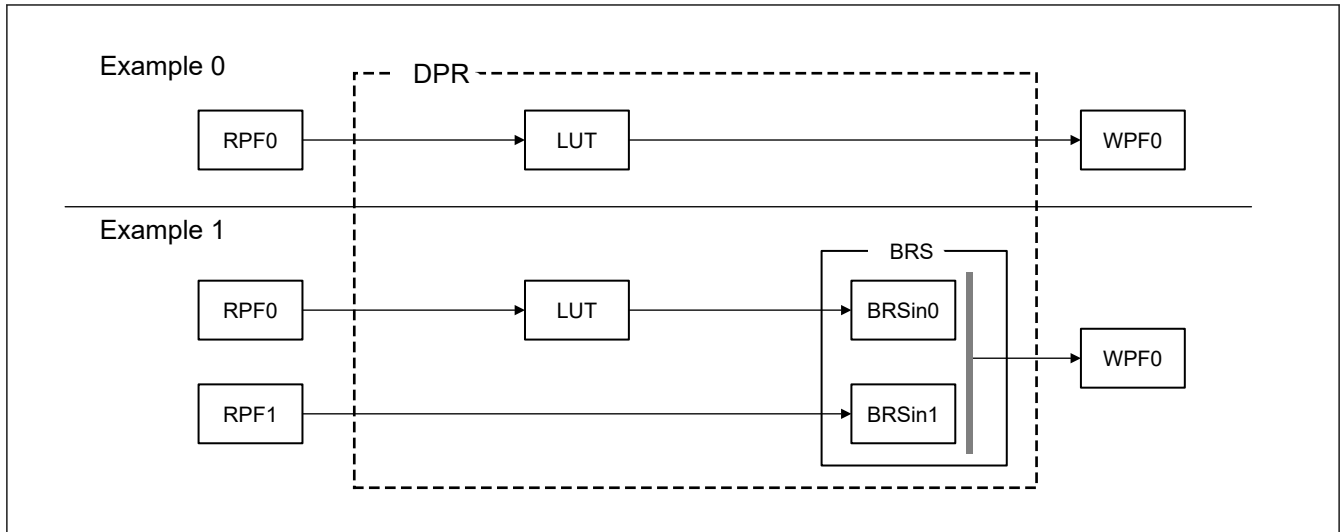 Example 0
DPR
RPF0 LUT WPF0
Example 1
BRS
RPF0 LUT BRSin0
WPF0
RPF1 BRSin1